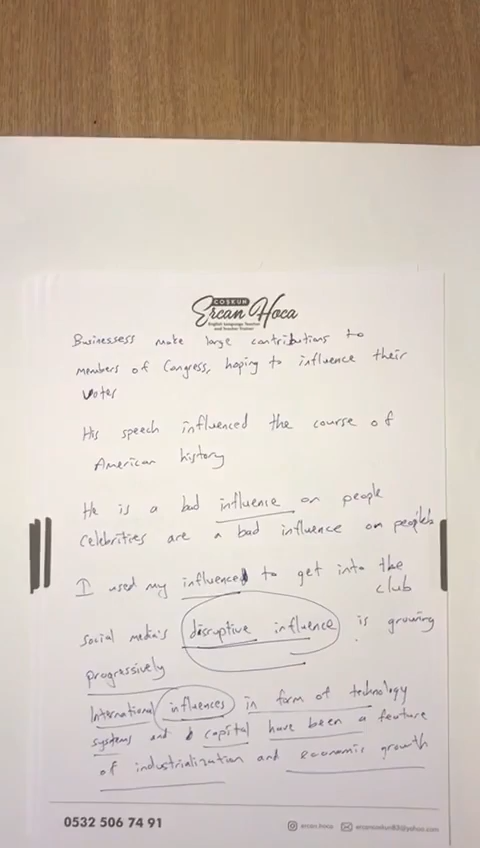 COSKUN
Ercan Hoca
English Language Teacher
and Teacher Trainer
Businessess make large contributions to
members of Congress, hoping to influence their
votes
His speech influenced the course of
American history
He is a bad influence on people
Celebrities are a bad influence on people
I used my influence to get into the
club
Social media's disruptive influence is growing
progressively
International influences in form of technology
systems and capital have been a feature
of industrialization and economic growth
0532 506 74 91
ercan.hoca